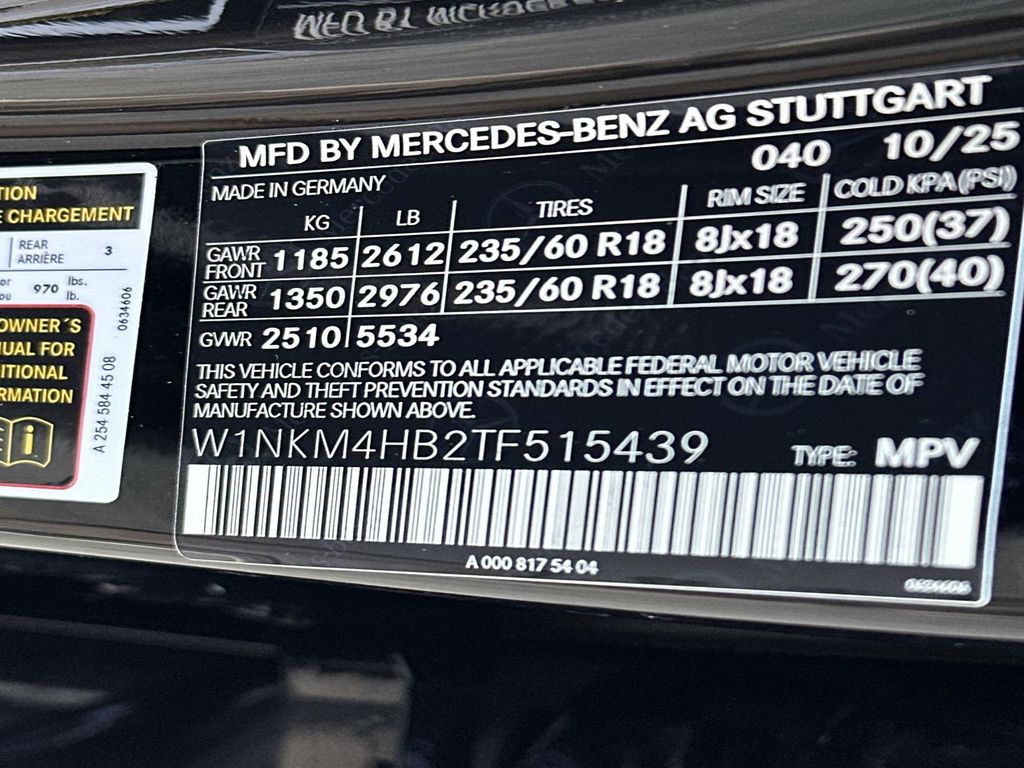 MFD BY MERCEDES-BENZ AG STUTTGART
040 10/25
MADE IN GERMANY
KG LB TIRES RIM SIZE COLD KPA (PSI)
GAWR FRONT 1185 2612 235/60 R18 8Jx18 250(37)
GAWR REAR 1350 2976 235/60 R18 8Jx18 270(40)
GVWR 2510 5534
THIS VEHICLE CONFORMS TO ALL APPLICABLE FEDERAL MOTOR VEHICLE
SAFETY AND THEFT PREVENTION STANDARDS IN EFFECT ON THE DATE OF
MANUFACTURE SHOWN ABOVE.
W1NKM4HB2TF515439 TYPE: MPV
A 000 817 54 04
CHARGEMENT
REAR 3
ARRIÈRE
970 lbs.
lb.
OWNER´S
FOR
A 254 584 45 08
0634606